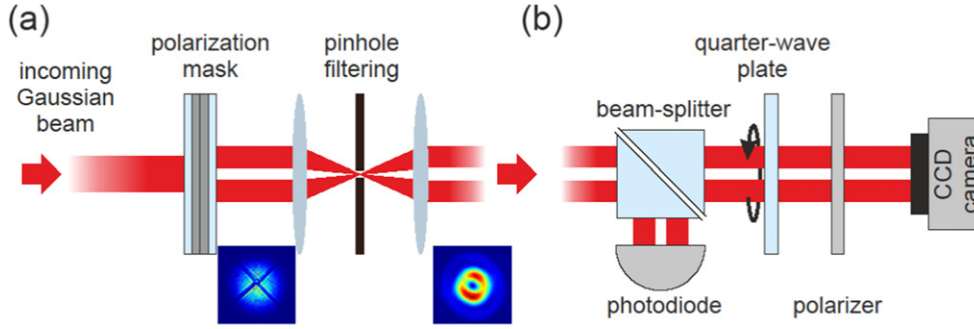 (a)
incoming
Gaussian
beam
polarization
mask
pinhole
filtering
(b)
beam-splitter
photodiode
quarter-wave
plate
polarizer
CCD
camera